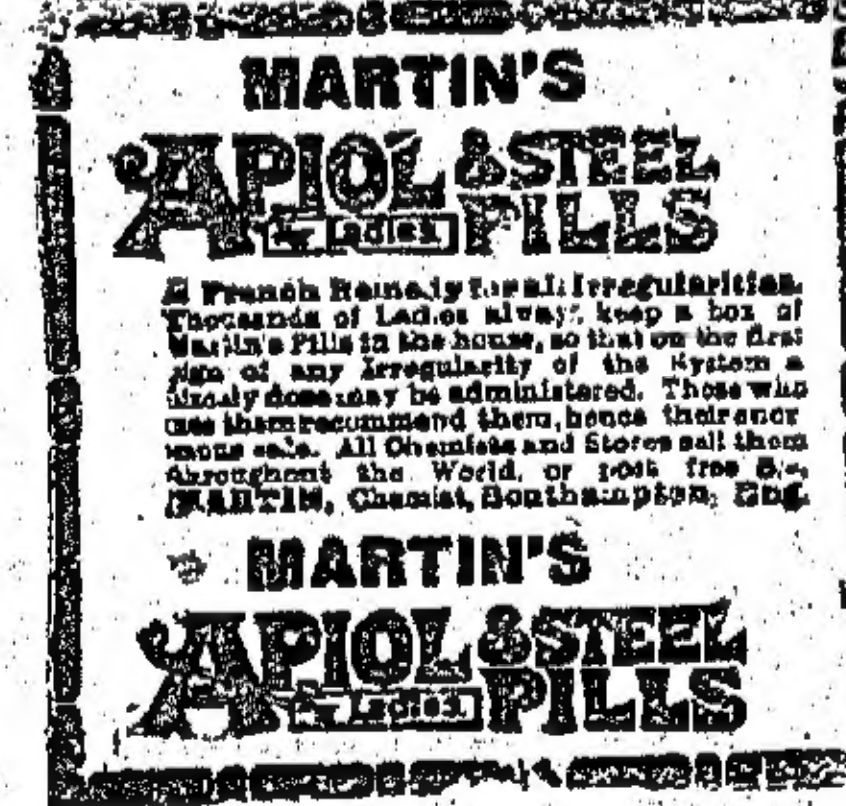 MARTIN'S
APIOL & STEEL
for Ladies PILLS
A French Remedy for all Irregularities.
Thousands of Ladies always keep a box of
Martin's Pills in the house, so that on the first
sign of any Irregularity of the System a
timely dose may be administered. Those who
use them recommend them, hence their enor
mous sale. All Chemists and Stores sell them
throughout the World, or post free
MARTIN, Chemist, Southampton, Eng.
MARTIN'S
APIOL & STEEL
for Ladies PILLS